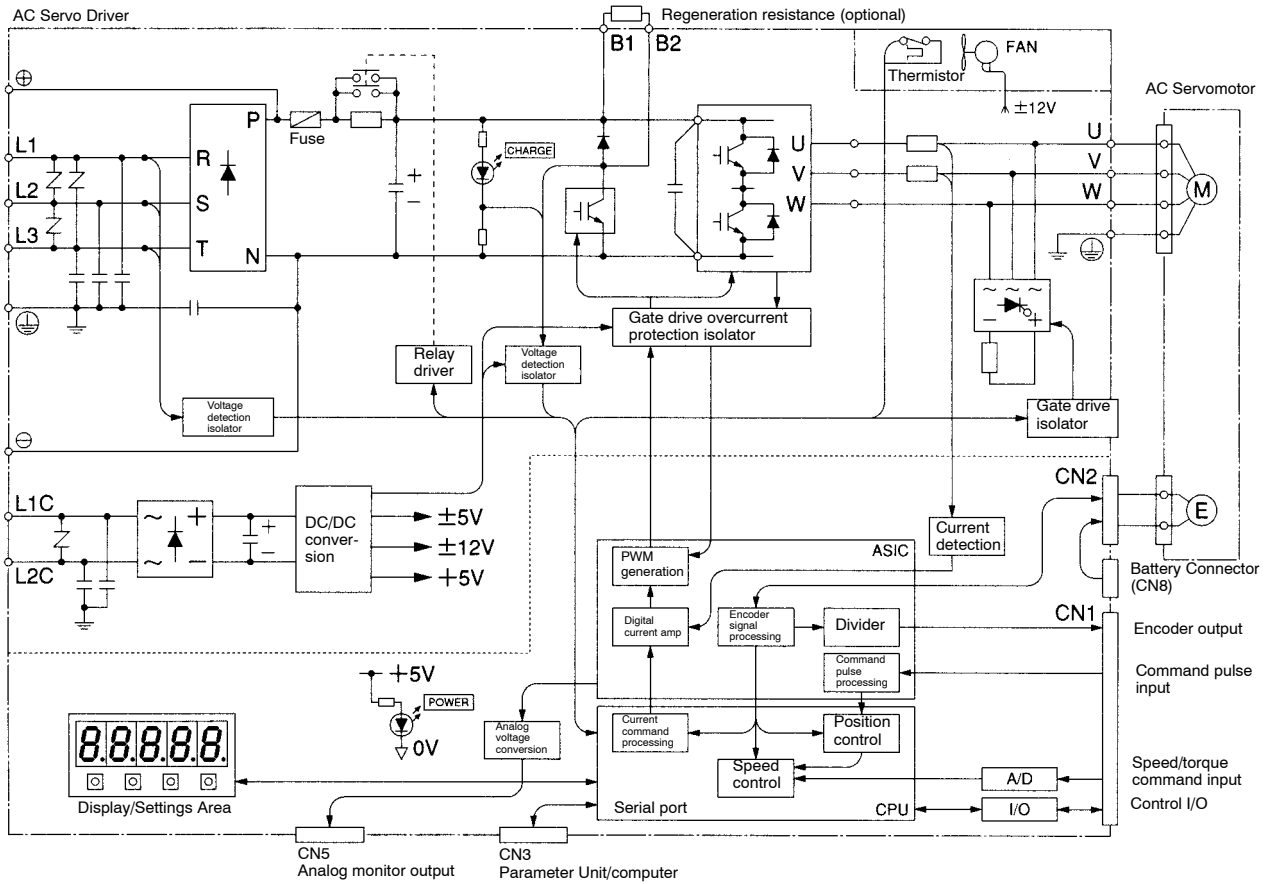 AC Servo Driver
Regeneration resistance (optional)
B1
B2
Thermistor
FAN
±12V
AC Servomotor
⊕
P
Fuse
CHARGE
+
−
U
V
W
U
V
W
M
L1
R
L2
S
L3
T
N
~ ~ ~
− +
Gate drive overcurrent
protection isolator
Relay
driver
Voltage
detection
isolator
Voltage
detection
isolator
Gate drive
isolator
⊖
CN2
L1C
L2C
~ +
~ −
+
−
DC/DC
conver-
sion
±5V
±12V
+5V
E
Current
detection
ASIC
PWM
generation
Battery Connector
(CN8)
Digital
current amp
Encoder
signal
processing
Divider
CN1
Encoder output
Command
pulse
processing
Command pulse
input
+5V
POWER
0V
Analog
voltage
conversion
Current
command
processing
Position
control
Speed
control
A/D
Speed/torque
command input
8.8.8.8.8.
Display/Settings Area
Serial port
CPU
I/O
Control I/O
CN5
Analog monitor output
CN3
Parameter Unit/computer